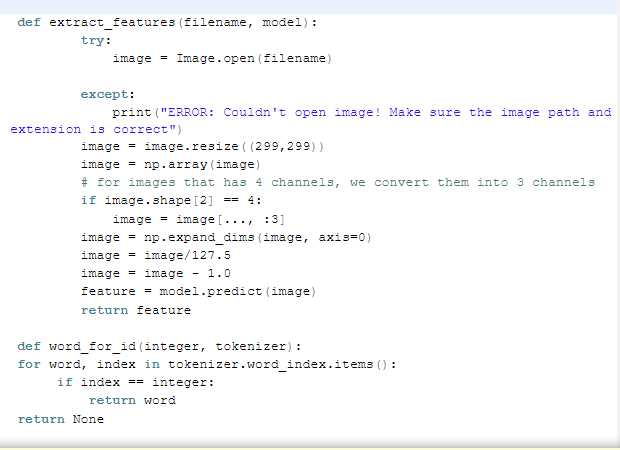 def extract_features(filename, model):
        try:
            image = Image.open(filename)

        except:
            print("ERROR: Couldn't open image! Make sure the image path and
extension is correct")
        image = image.resize((299,299))
        image = np.array(image)
        # for images that has 4 channels, we convert them into 3 channels
        if image.shape[2] == 4:
            image = image[..., :3]
        image = np.expand_dims(image, axis=0)
        image = image/127.5
        image = image - 1.0
        feature = model.predict(image)
        return feature

def word_for_id(integer, tokenizer):
for word, index in tokenizer.word_index.items():
     if index == integer:
         return word
return None